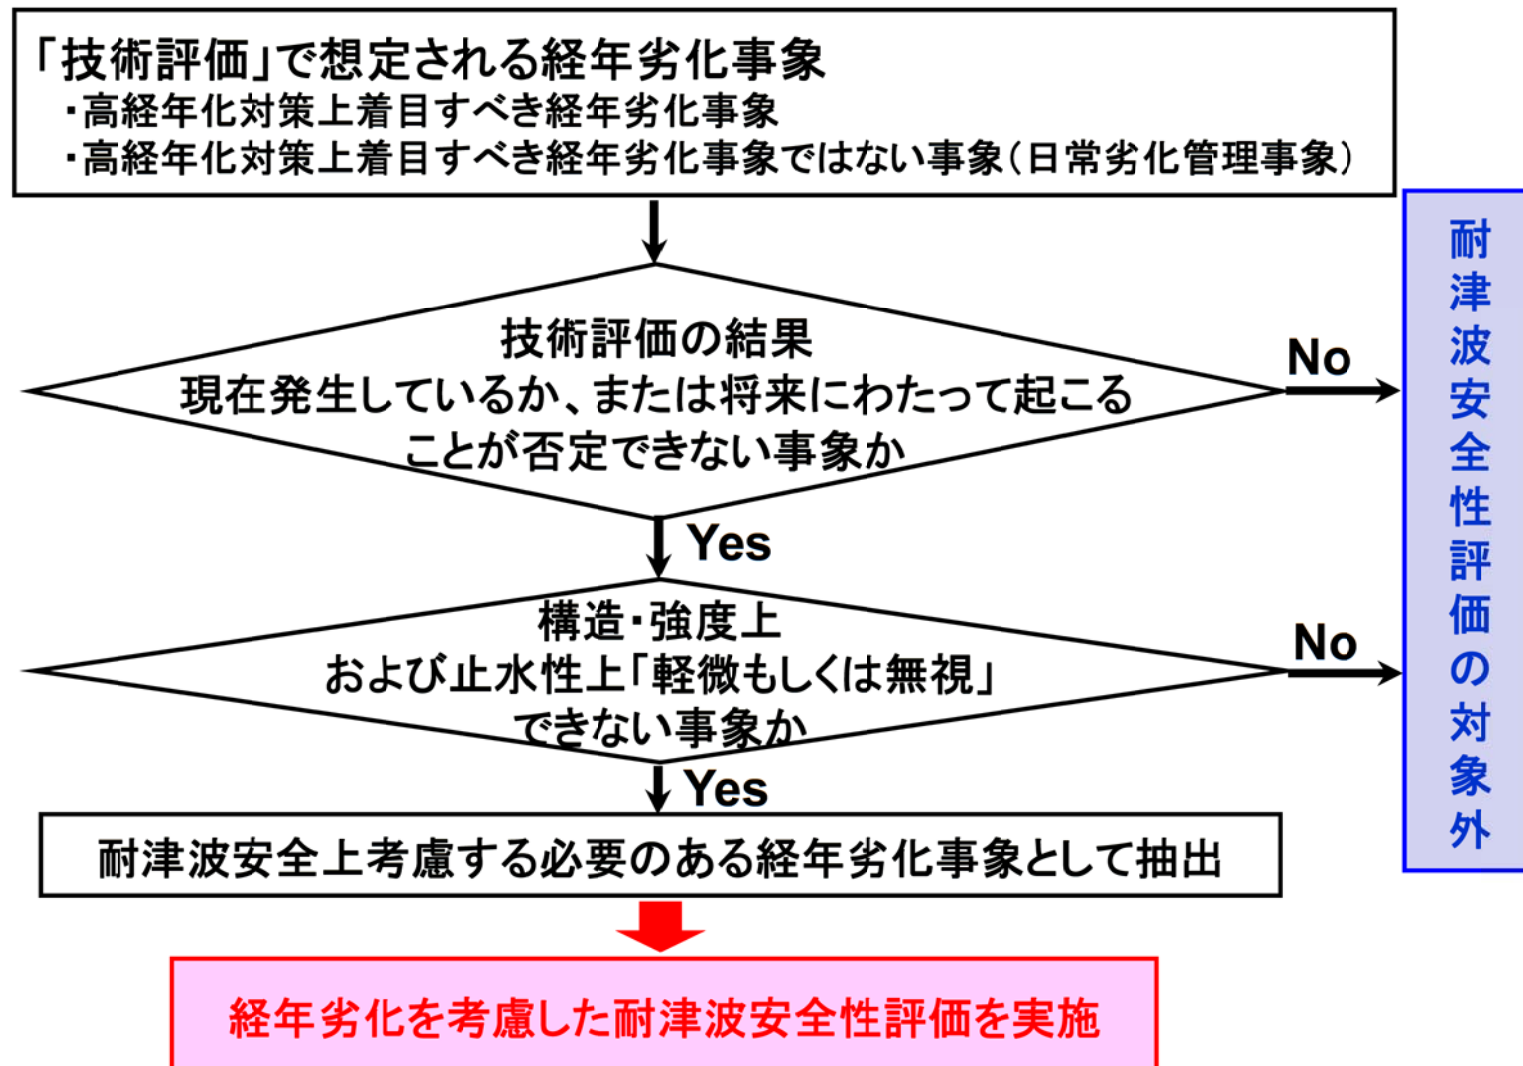 「技術評価」で想定される経年劣化事象
・高経年化対策上着目すべき経年劣化事象
・高経年化対策上着目すべき経年劣化事象ではない事象(日常劣化管理事象)
技術評価の結果
現在発生しているか、または将来にわたって起こる
ことが否定できない事象か
No
Yes
構造・強度上
および止水性上「軽微もしくは無視」
できない事象か
No
Yes
耐津波安全性評価の対象外
耐津波安全上考慮する必要のある経年劣化事象として抽出
経年劣化を考慮した耐津波安全性評価を実施